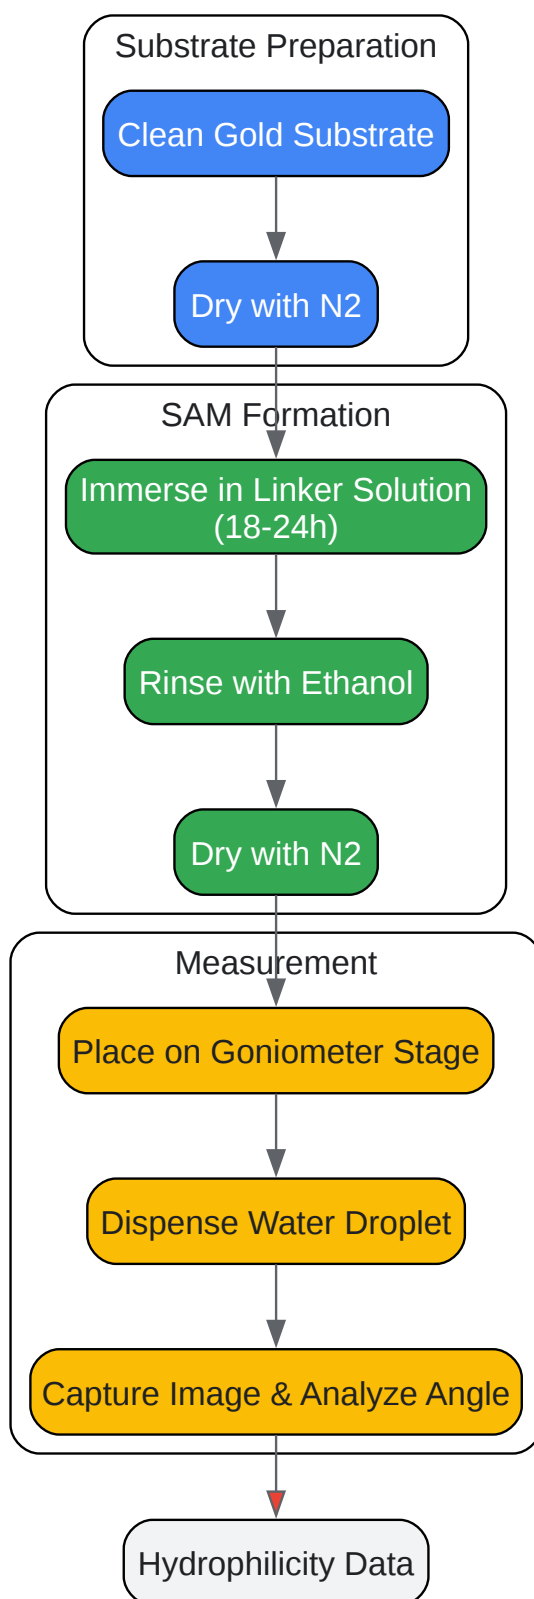 Substrate Preparation
Clean Gold Substrate
Dry with N2
SAM Formation
Immerse in Linker Solution
(18-24h)
Rinse with Ethanol
Dry with N2
Measurement
Place on Goniometer Stage
Dispense Water Droplet
Capture Image & Analyze Angle
Hydrophilicity Data